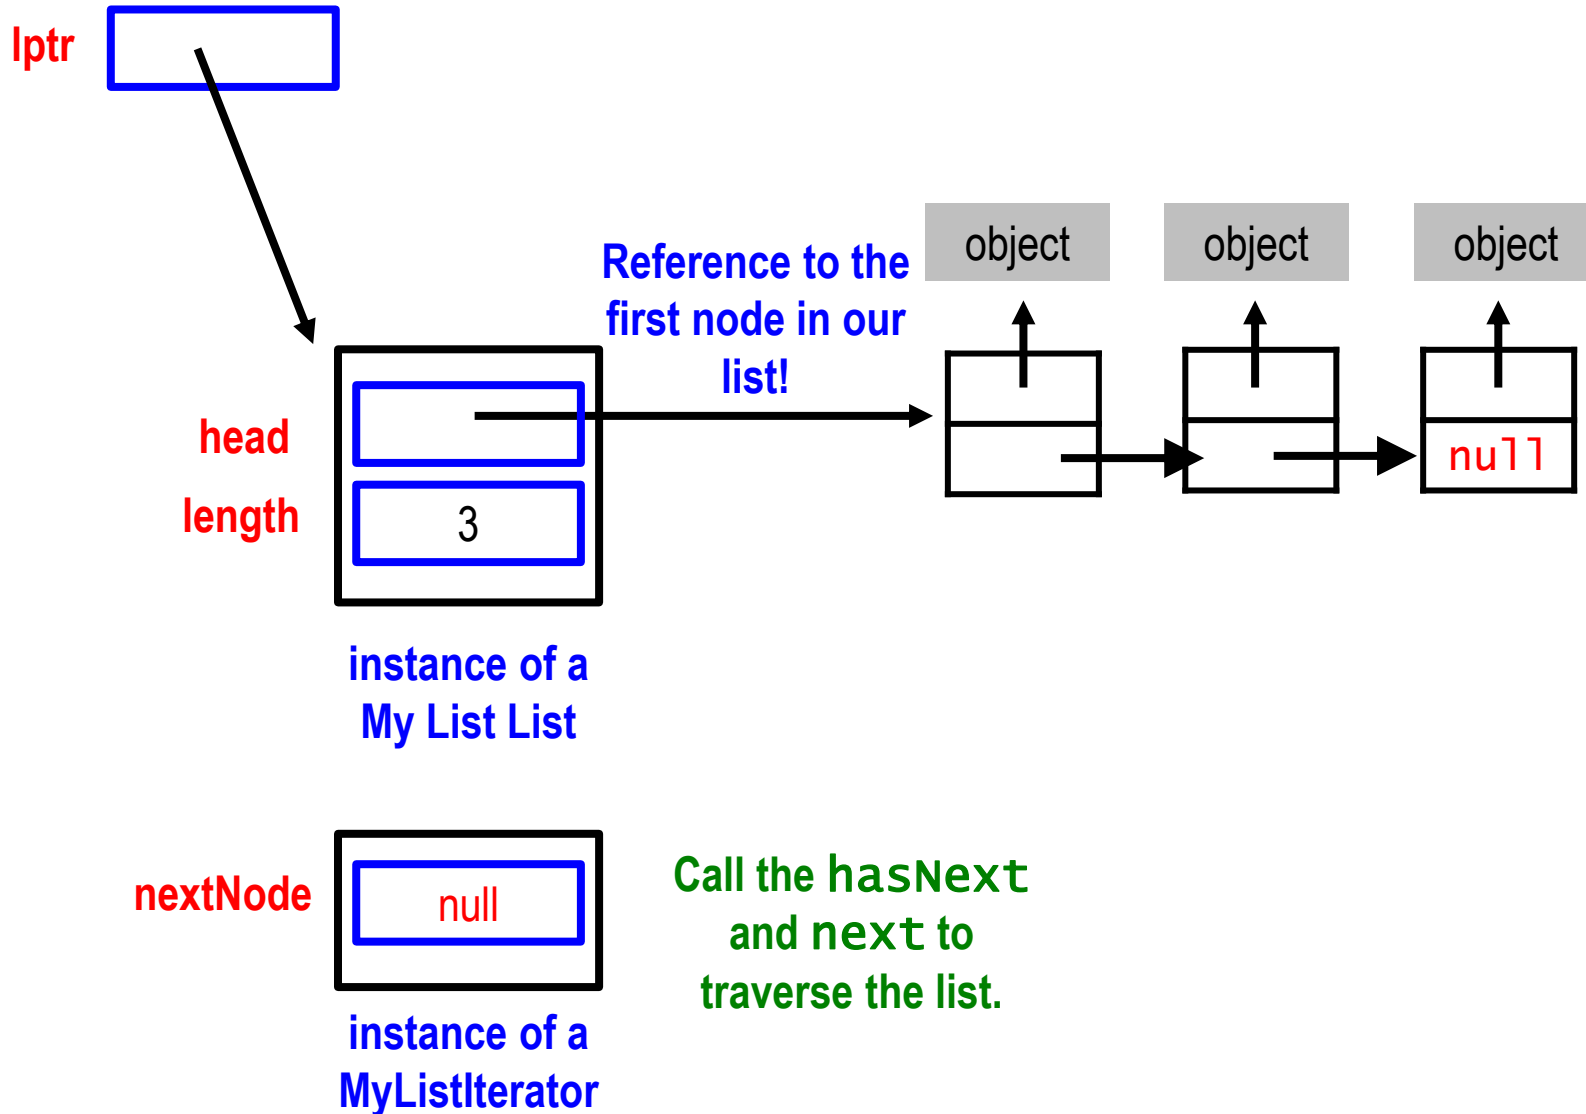 lptr
object
object
object
Reference to the
first node in our
list!
head
null
length
3
instance of a
My List List
nextNode
null
Call the hasNext
and next to
traverse the list.
instance of a
MyListIterator